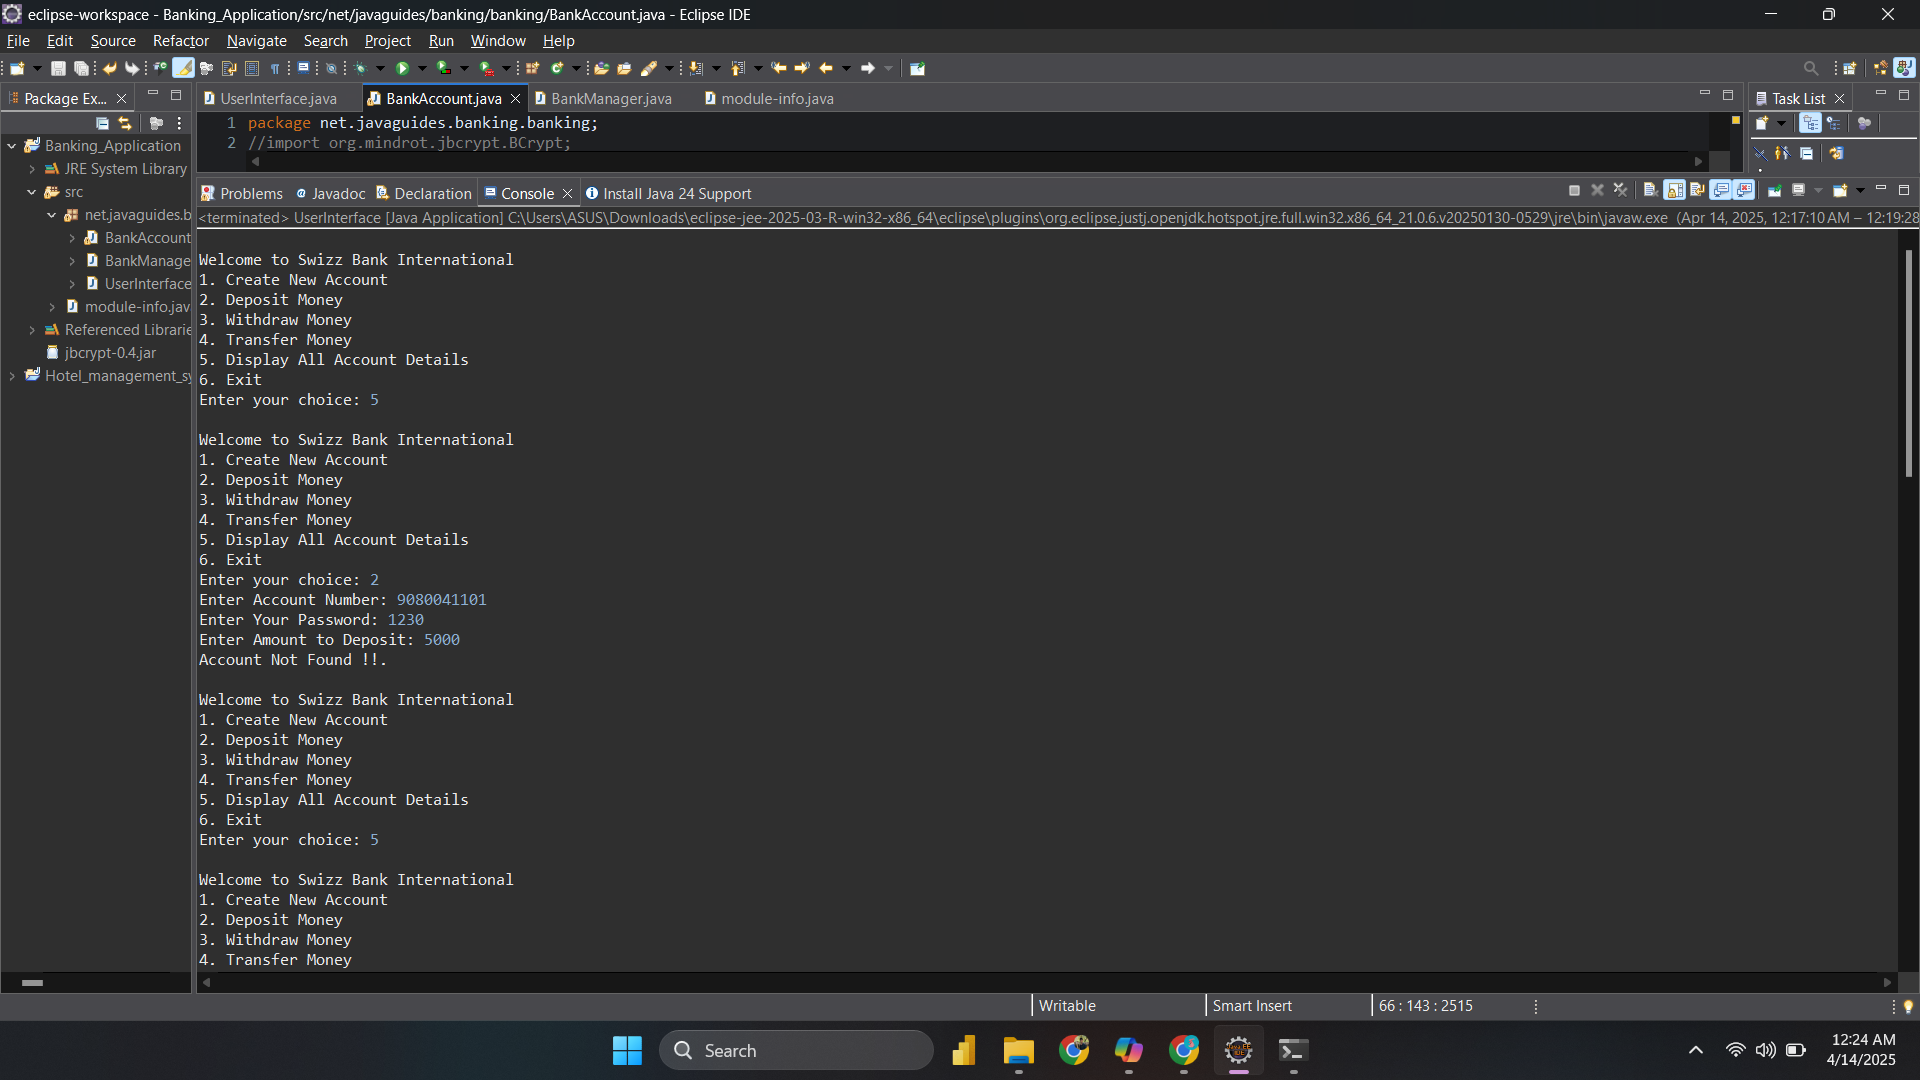 eclipse-workspace - Banking_Application/src/net/javaguides/banking/banking/BankAccount.java - Eclipse IDE
File Edit Source Refactor Navigate Search Project Run Window Help
Package Ex...
UserInterface.java BankAccount.java BankManager.java module-info.java
Task List
1 package net.javaguides.banking.banking;
2 //import org.mindrot.jbcrypt.BCrypt;
Banking_Application
JRE System Library
src
net.javaguides.b
BankAccount
BankManage
UserInterface
module-info.jav
Referenced Librarie
jbcrypt-0.4.jar
Hotel_management_sy
Problems Javadoc Declaration Console Install Java 24 Support
<terminated> UserInterface [Java Application] C:\Users\ASUS\Downloads\eclipse-jee-2025-03-R-win32-x86_64\eclipse\plugins\org.eclipse.justj.openjdk.hotspot.jre.full.win32.x86_64_21.0.6.v20250130-0529\jre\bin\javaw.exe (Apr 14, 2025, 12:17:10 AM – 12:19:28
Welcome to Swizz Bank International
1. Create New Account
2. Deposit Money
3. Withdraw Money
4. Transfer Money
5. Display All Account Details
6. Exit
Enter your choice: 5
Welcome to Swizz Bank International
1. Create New Account
2. Deposit Money
3. Withdraw Money
4. Transfer Money
5. Display All Account Details
6. Exit
Enter your choice: 2
Enter Account Number: 9080041101
Enter Your Password: 1230
Enter Amount to Deposit: 5000
Account Not Found !!.
Welcome to Swizz Bank International
1. Create New Account
2. Deposit Money
3. Withdraw Money
4. Transfer Money
5. Display All Account Details
6. Exit
Enter your choice: 5
Welcome to Swizz Bank International
1. Create New Account
2. Deposit Money
3. Withdraw Money
4. Transfer Money
Writable Smart Insert 66 : 143 : 2515
Search
12:24 AM
4/14/2025